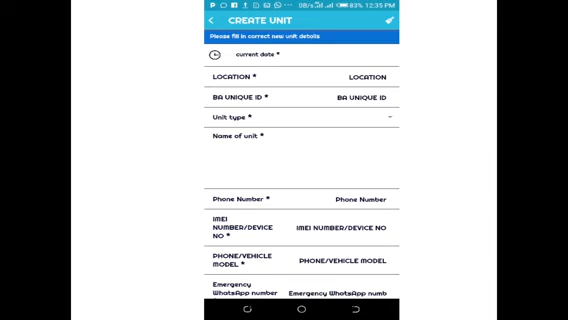 0B/s 83% 12:35 PM
CREATE UNIT
Please fill in correct new unit details
current date *
LOCATION * LOCATION
BA UNIQUE ID * BA UNIQUE ID
Unit type *
Name of unit *
Phone Number * Phone Number
IMEI
NUMBER/DEVICE
NO *
IMEI NUMBER/DEVICE NO
PHONE/VEHICLE
MODEL *
PHONE/VEHICLE MODEL
Emergency
WhatsApp number
Emergency WhatsApp numb